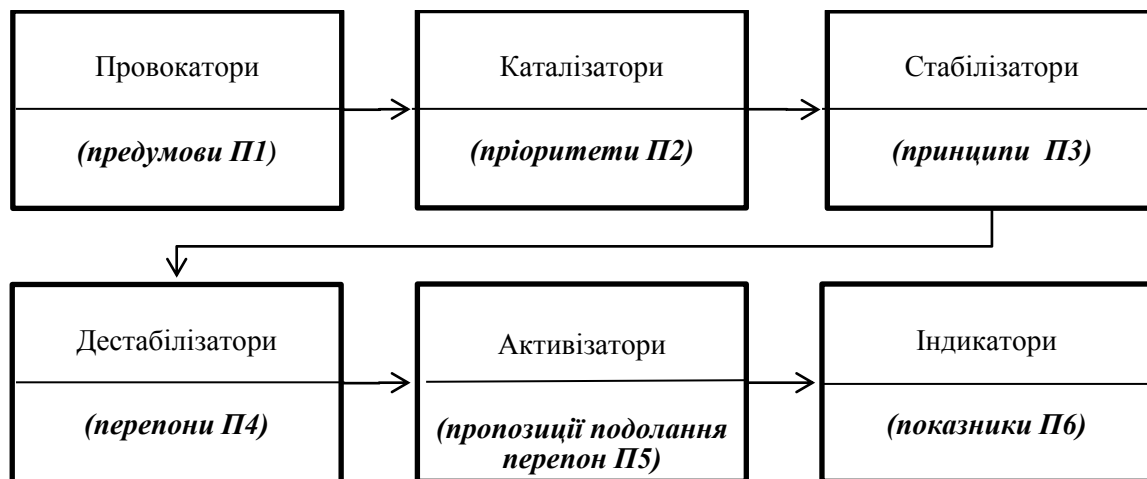 Провокатори
(предумови П1)
Каталізатори
(пріоритети П2)
Стабілізатори
(принципи П3)
Дестабілізатори
(перепони П4)
Активізатори
(пропозиції подолання
перепон П5)
Індикатори
(показники П6)